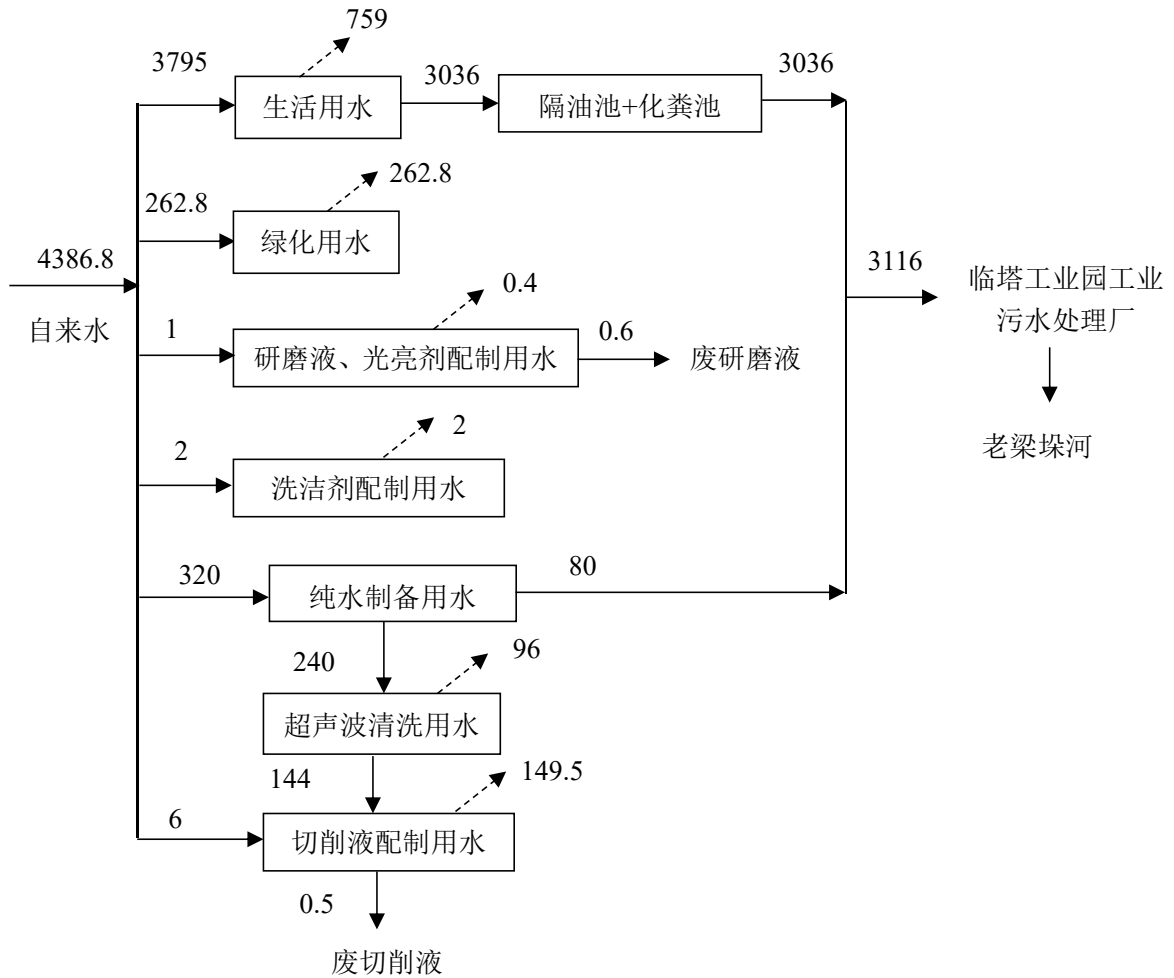 759
3795
生活用水
3036
隔油池+化粪池
3036
262.8
262.8
绿化用水
4386.8
自来水
3116
临塔工业园工业
污水处理厂
老梁垛河
0.4
1
研磨液、光亮剂配制用水
0.6
废研磨液
2
2
洗洁剂配制用水
320
纯水制备用水
80
240
96
超声波清洗用水
144
149.5
6
切削液配制用水
0.5
废切削液